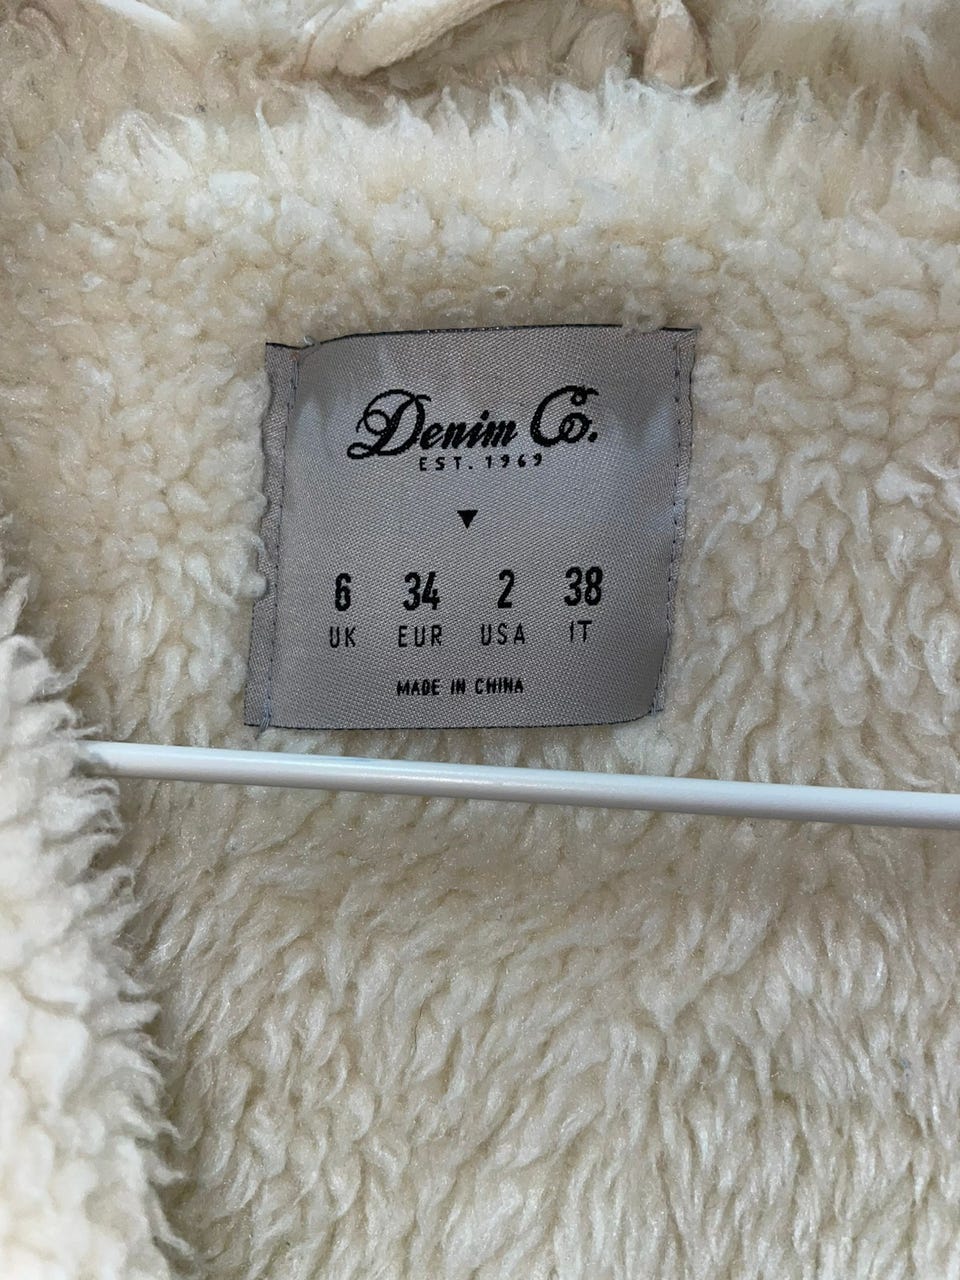 Denim Co.
EST. 1969
6 34 2 38
UK EUR USA IT
MADE IN CHINA